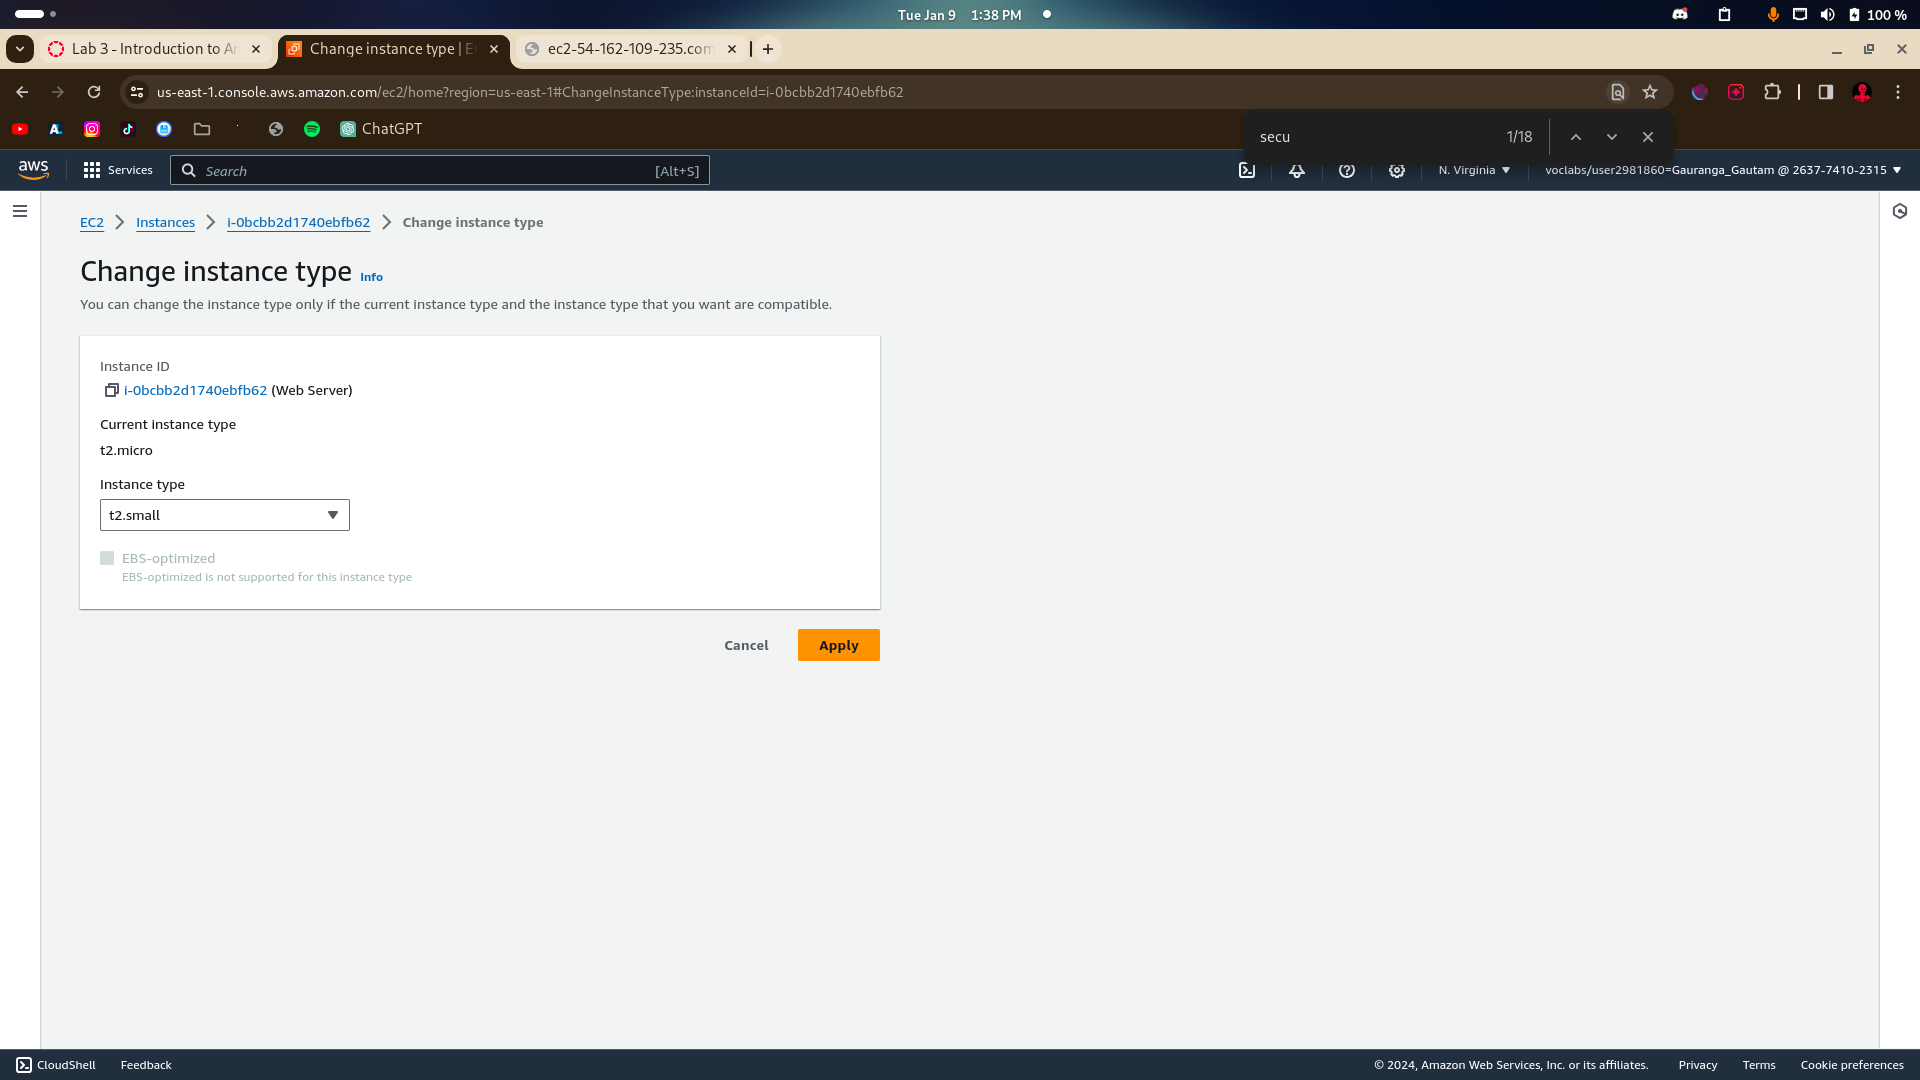 Tue Jan 9 1:38 PM
100 %
Lab 3 - Introduction to Am
Change instance type | E
ec2-54-162-109-235.com
us-east-1.console.aws.amazon.com/ec2/home?region=us-east-1#ChangeInstanceType:instanceId=i-0bcbb2d1740ebfb62
ChatGPT
secu 1/18
aws
Services
Search [Alt+S]
N. Virginia
voclabs/user2981860=Gauranga_Gautam @ 2637-7410-2315
EC2 Instances i-0bcbb2d1740ebfb62 Change instance type
Change instance type Info
You can change the instance type only if the current instance type and the instance type that you want are compatible.
Instance ID
i-0bcbb2d1740ebfb62 (Web Server)
Current instance type
t2.micro
Instance type
t2.small
EBS-optimized
EBS-optimized is not supported for this instance type
Cancel Apply
CloudShell Feedback
© 2024, Amazon Web Services, Inc. or its affiliates. Privacy Terms Cookie preferences